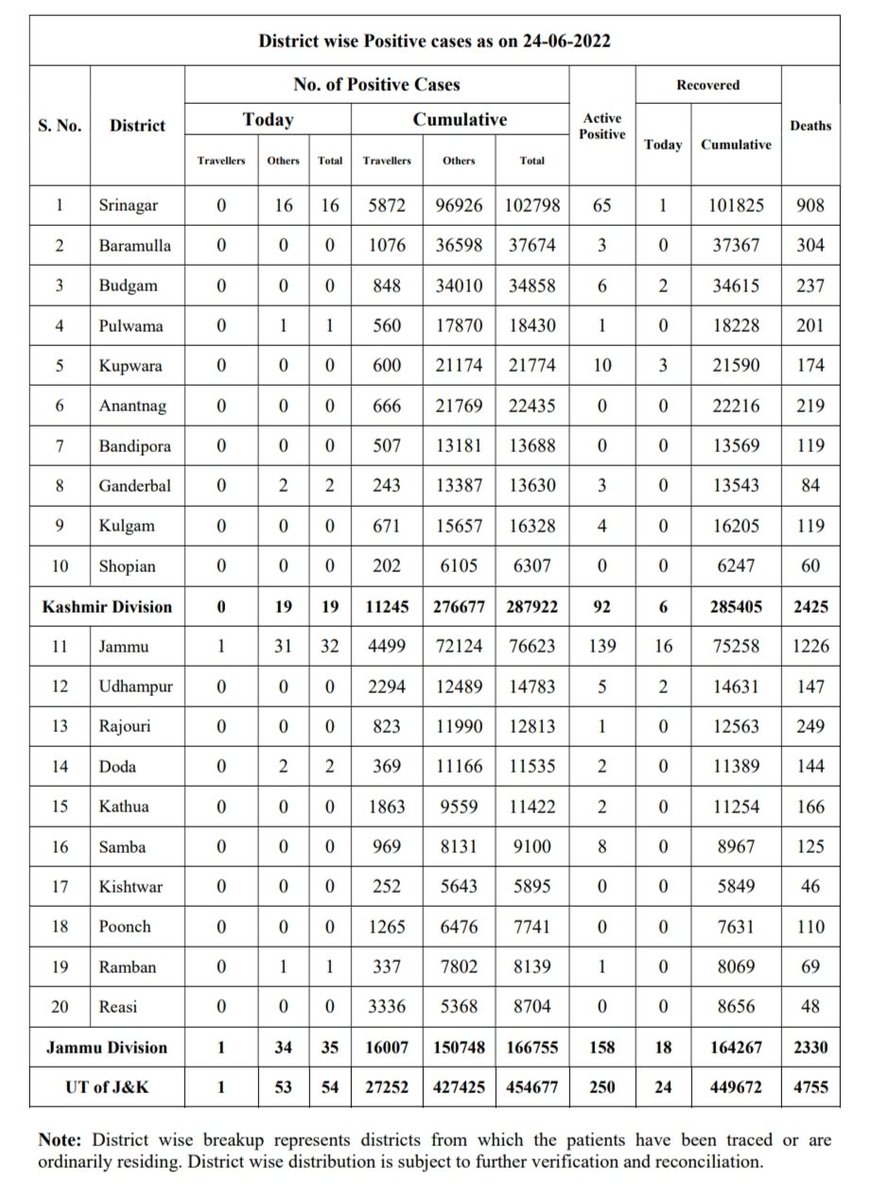 District wise Positive cases as on 24-06-2022
S. No. District No. of Positive Cases Active Positive Recovered Deaths
Today Cumulative Today Cumulative
Travellers Others Total Travellers Others Total
1 Srinagar 0 16 16 5872 96926 102798 65 1 101825 908
2 Baramulla 0 0 0 1076 36598 37674 3 0 37367 304
3 Budgam 0 0 0 848 34010 34858 6 2 34615 237
4 Pulwama 0 1 1 560 17870 18430 1 0 18228 201
5 Kupwara 0 0 0 600 21174 21774 10 3 21590 174
6 Anantnag 0 0 0 666 21769 22435 0 0 22216 219
7 Bandipora 0 0 0 507 13181 13688 0 0 13569 119
8 Ganderbal 0 2 2 243 13387 13630 3 0 13543 84
9 Kulgam 0 0 0 671 15657 16328 4 0 16205 119
10 Shopian 0 0 0 202 6105 6307 0 0 6247 60
Kashmir Division 0 19 19 11245 276677 287922 92 6 285405 2425
11 Jammu 1 31 32 4499 72124 76623 139 16 75258 1226
12 Udhampur 0 0 0 2294 12489 14783 5 2 14631 147
13 Rajouri 0 0 0 823 11990 12813 1 0 12563 249
14 Doda 0 2 2 369 11166 11535 2 0 11389 144
15 Kathua 0 0 0 1863 9559 11422 2 0 11254 166
16 Samba 0 0 0 969 8131 9100 8 0 8967 125
17 Kishtwar 0 0 0 252 5643 5895 0 0 5849 46
18 Poonch 0 0 0 1265 6476 7741 0 0 7631 110
19 Ramban 0 1 1 337 7802 8139 1 0 8069 69
20 Reasi 0 0 0 3336 5368 8704 0 0 8656 48
Jammu Division 1 34 35 16007 150748 166755 158 18 164267 2330
UT of J&K 1 53 54 27252 427425 454677 250 24 449672 4755
Note: District wise breakup represents districts from which the patients have been traced or are
ordinarily residing. District wise distribution is subject to further verification and reconciliation.